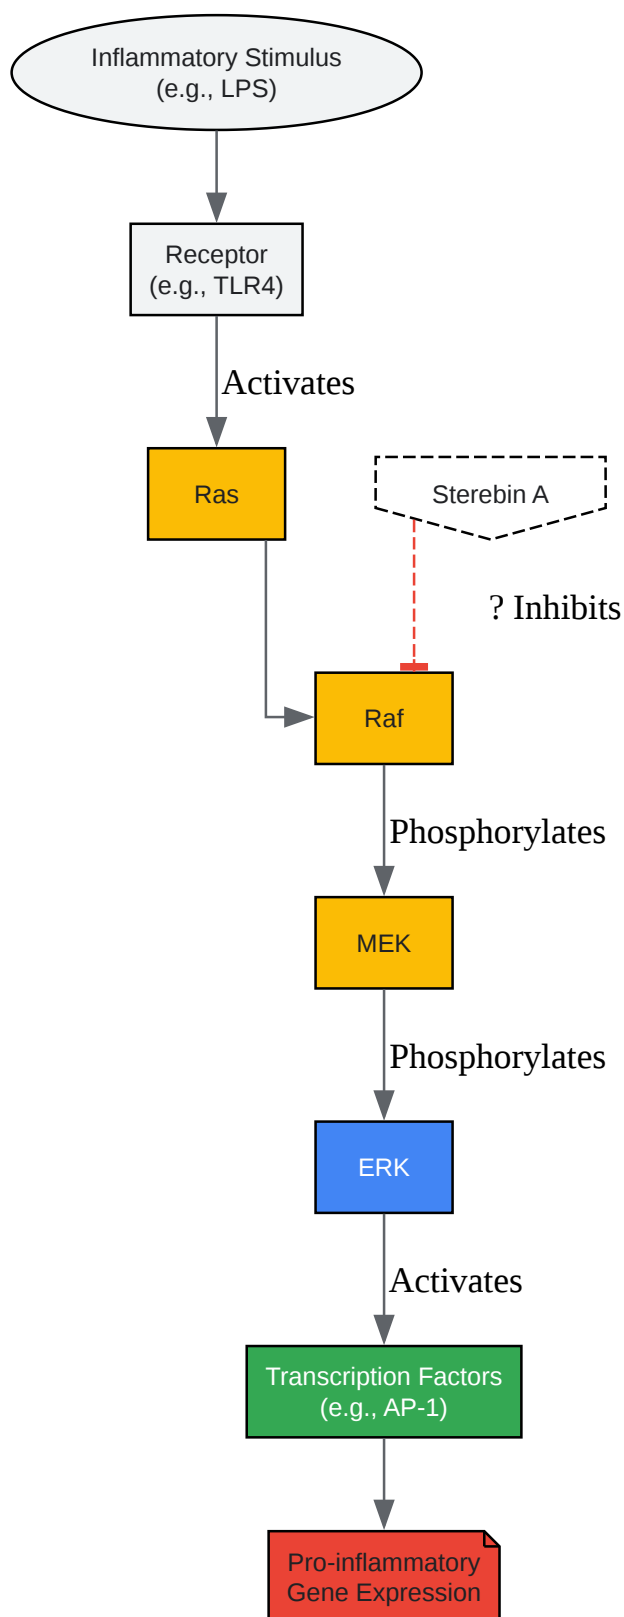 Inflammatory Stimulus
(e.g., LPS)
Receptor
(e.g., TLR4)
Activates
Ras
Sterebin A
? Inhibits
Raf
Phosphorylates
MEK
Phosphorylates
ERK
Activates
Transcription Factors
(e.g., AP-1)
Pro-inflammatory
Gene Expression